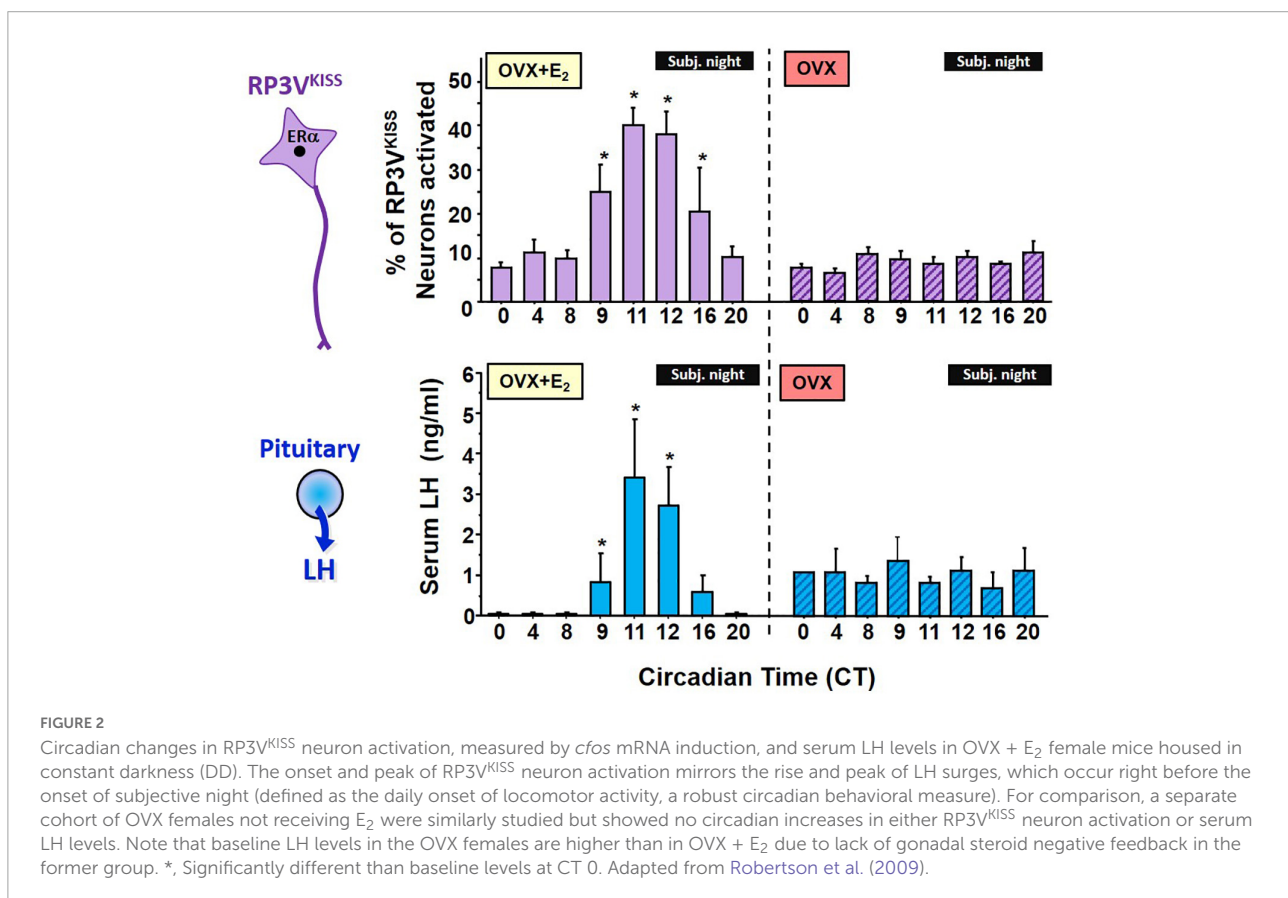 RP3V^KISS
ERα
% of RP3V^KISS
Neurons activated
50
40
30
20
10
0
OVX+E₂
Subj. night
* * * *
0 4 8 9 11 12 16 20
OVX
Subj. night
0 4 8 9 11 12 16 20
Pituitary
LH
Serum LH (ng/ml)
6
5
4
3
2
1
0
OVX+E₂
Subj. night
* * *
0 4 8 9 11 12 16 20
OVX
Subj. night
0 4 8 9 11 12 16 20
Circadian Time (CT)
FIGURE 2
Circadian changes in RP3V^KISS neuron activation, measured by cfos mRNA induction, and serum LH levels in OVX + E₂ female mice housed in
constant darkness (DD). The onset and peak of RP3V^KISS neuron activation mirrors the rise and peak of LH surges, which occur right before the
onset of subjective night (defined as the daily onset of locomotor activity, a robust circadian behavioral measure). For comparison, a separate
cohort of OVX females not receiving E₂ were similarly studied but showed no circadian increases in either RP3V^KISS neuron activation or serum
LH levels. Note that baseline LH levels in the OVX females are higher than in OVX + E₂ due to lack of gonadal steroid negative feedback in the
former group. *, Significantly different than baseline levels at CT 0. Adapted from Robertson et al. (2009).